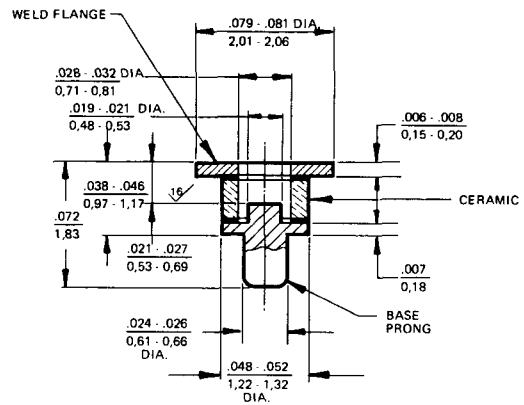 WELD FLANGE
.079 - .081 DIA.
2,01 - 2,06
.028 - .032 DIA.
0,71 - 0,81
.019 - .021 DIA.
0,48 - 0,53
.006 - .008
0,15 - 0,20
.038 - .046
0,97 - 1,17
16
CERAMIC
.072
1,83
.021 - .027
0,53 - 0,69
.007
0,18
.024 - .026
0,61 - 0,66
DIA.
BASE
PRONG
.048 - .052
1,22 - 1,32
DIA.